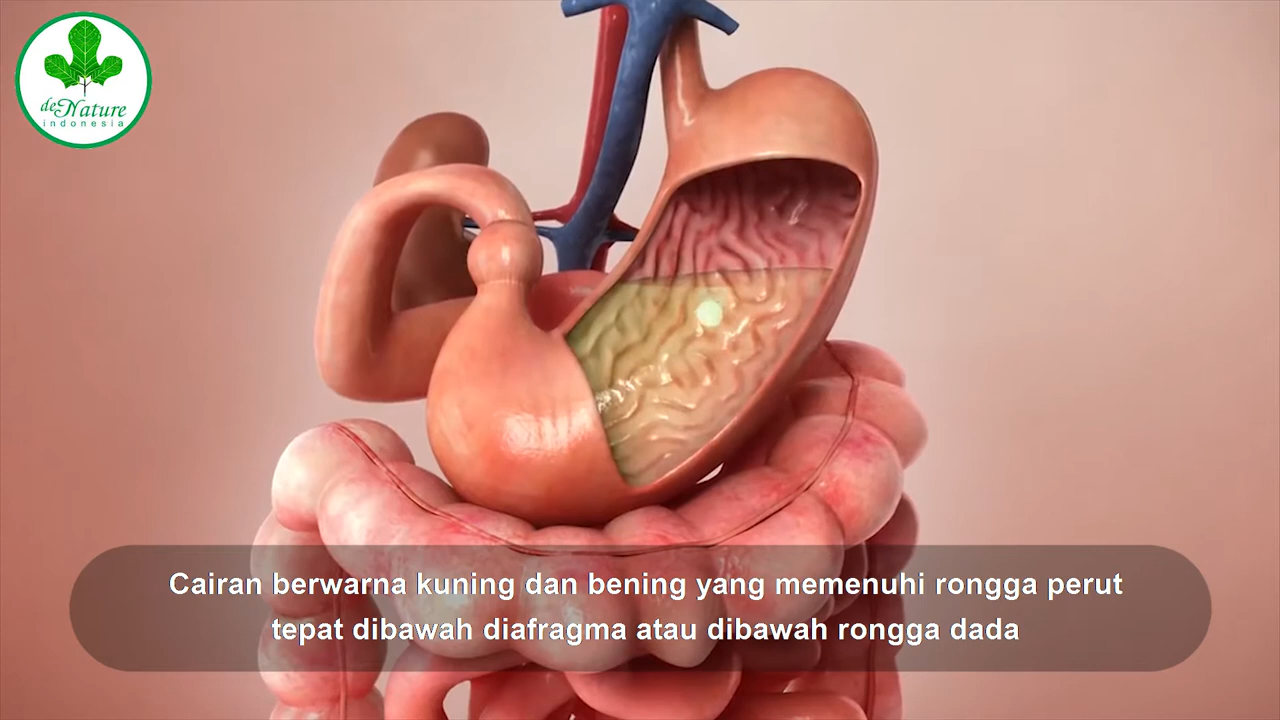 deNature
indonesia
Cairan berwarna kuning dan bening yang memenuhi rongga perut
tepat dibawah diafragma atau dibawah rongga dada